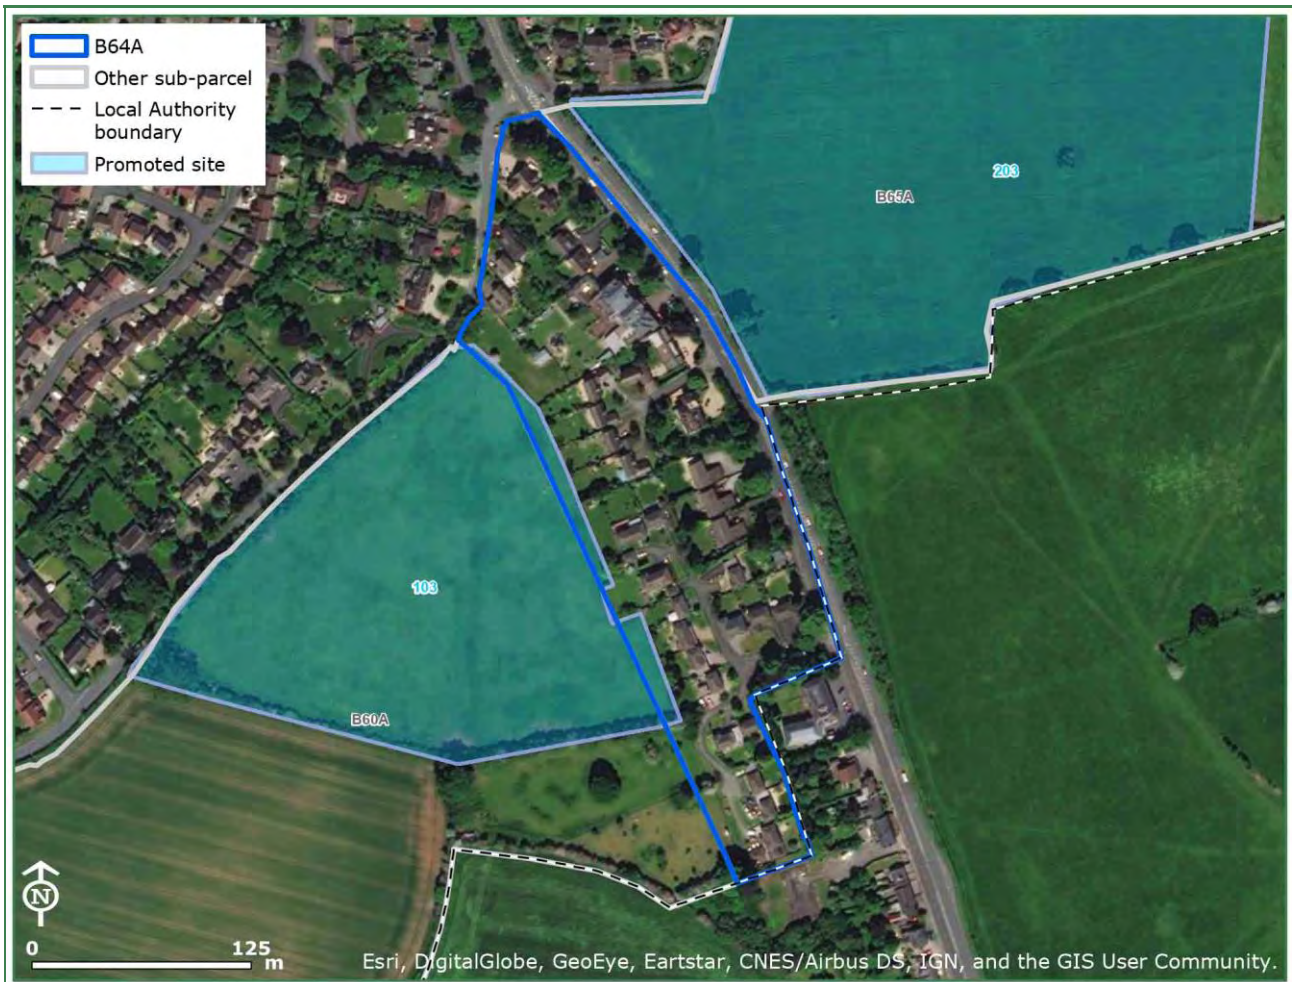 B64A
Other sub-parcel
Local Authority
boundary
Promoted site
203
B65A
103
B60A
N
0 125
m
Esri, DigitalGlobe, GeoEye, Eartstar, CNES/Airbus DS, IGN, and the GIS User Community.